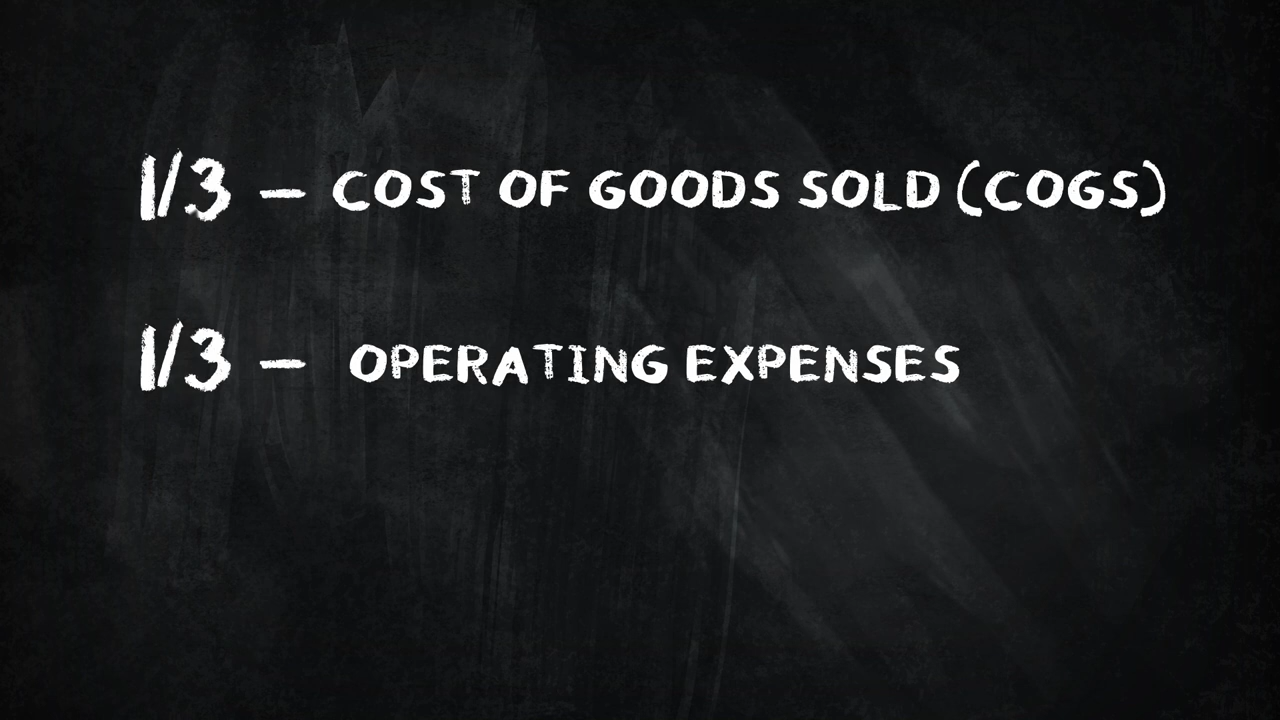 1/3 – COST OF GOODS SOLD (COGS)
1/3 – OPERATING EXPENSES